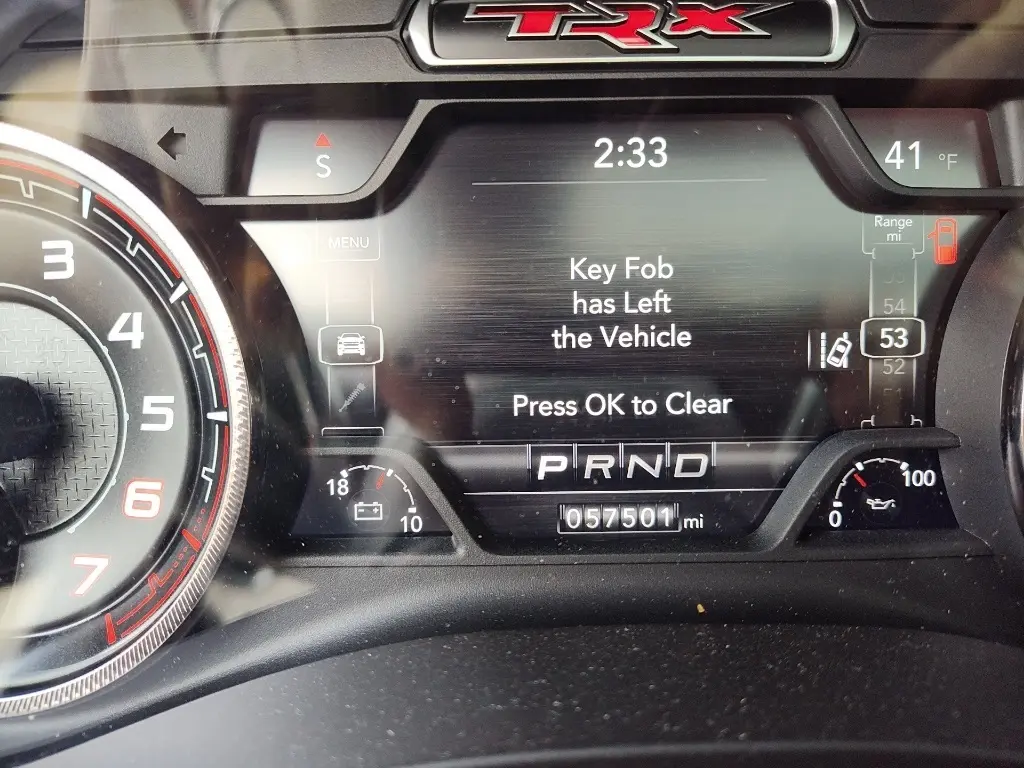 TRX
S
2:33
41 °F
MENU
Range
mi
Key Fob
has Left
the Vehicle
54
53
52
Press OK to Clear
PRND
057501 mi
3
4
5
6
7
18
10
0
100